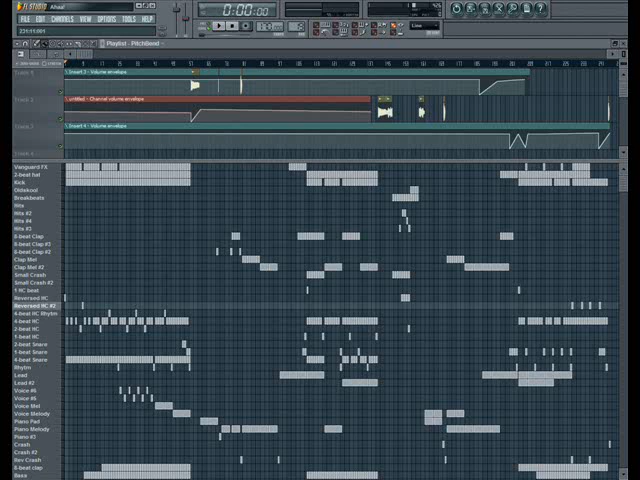 FL STUDIO Ahaal
FILE EDIT CHANNELS VIEW OPTIONS TOOLS HELP
231:11:001
0:00:00
Line
Playlist - PitchBend
Track 1
Insert 3 - Volume envelope
Track 2
untitled - Channel volume envelope
Track 3
Insert 4 - Volume envelope
Track 4
Vanguard FX
2-beat hat
Kick
Oldskool
Breakbeats
Hits
Hits #2
Hits #4
Hits #3
8-beat Clap
8-beat Clap #3
8-beat Clap #2
Clap Mel
Clap Mel #2
Small Crash
Small Crash #2
1 HC beat
Reversed HC
Reversed HC #2
4-beat HC Rhytm
4-beat HC
2-beat HC
1-beat HC
2-beat Snare
1-beat Snare
4-beat Snare
Rhytm
Lead
Lead #2
Voice #6
Voice #5
Voice Mel
Voice Melody
Piano Pad
Piano Melody
Piano #3
Crash
Crash #2
Rev Crash
8-beat clap
Bass